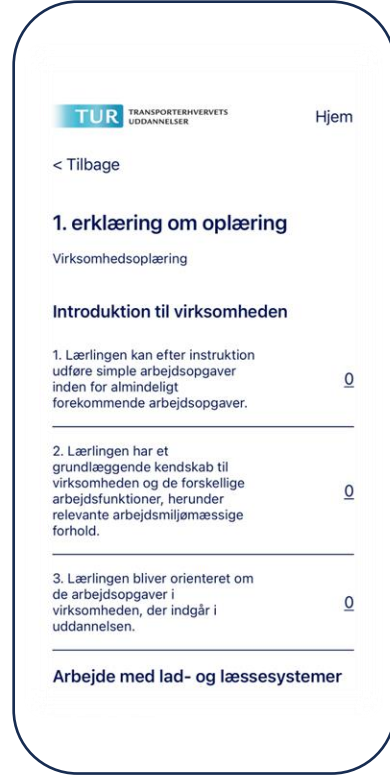 TUR TRANSPORTERHVERVETS
UDDANNELSER
Hjem
< Tilbage
1. erklæring om oplæring
Virksomhedsoplæring
Introduktion til virksomheden
1. Lærlingen kan efter instruktion
udføre simple arbejdsopgaver
inden for almindeligt
forekommende arbejdsopgaver.
0
2. Lærlingen har et
grundlæggende kendskab til
virksomheden og de forskellige
arbejdsfunktioner, herunder
relevante arbejdsmiljømæssige
forhold.
0
3. Lærlingen bliver orienteret om
de arbejdsopgaver i
virksomheden, der indgår i
uddannelsen.
0
Arbejde med lad- og læssesystemer